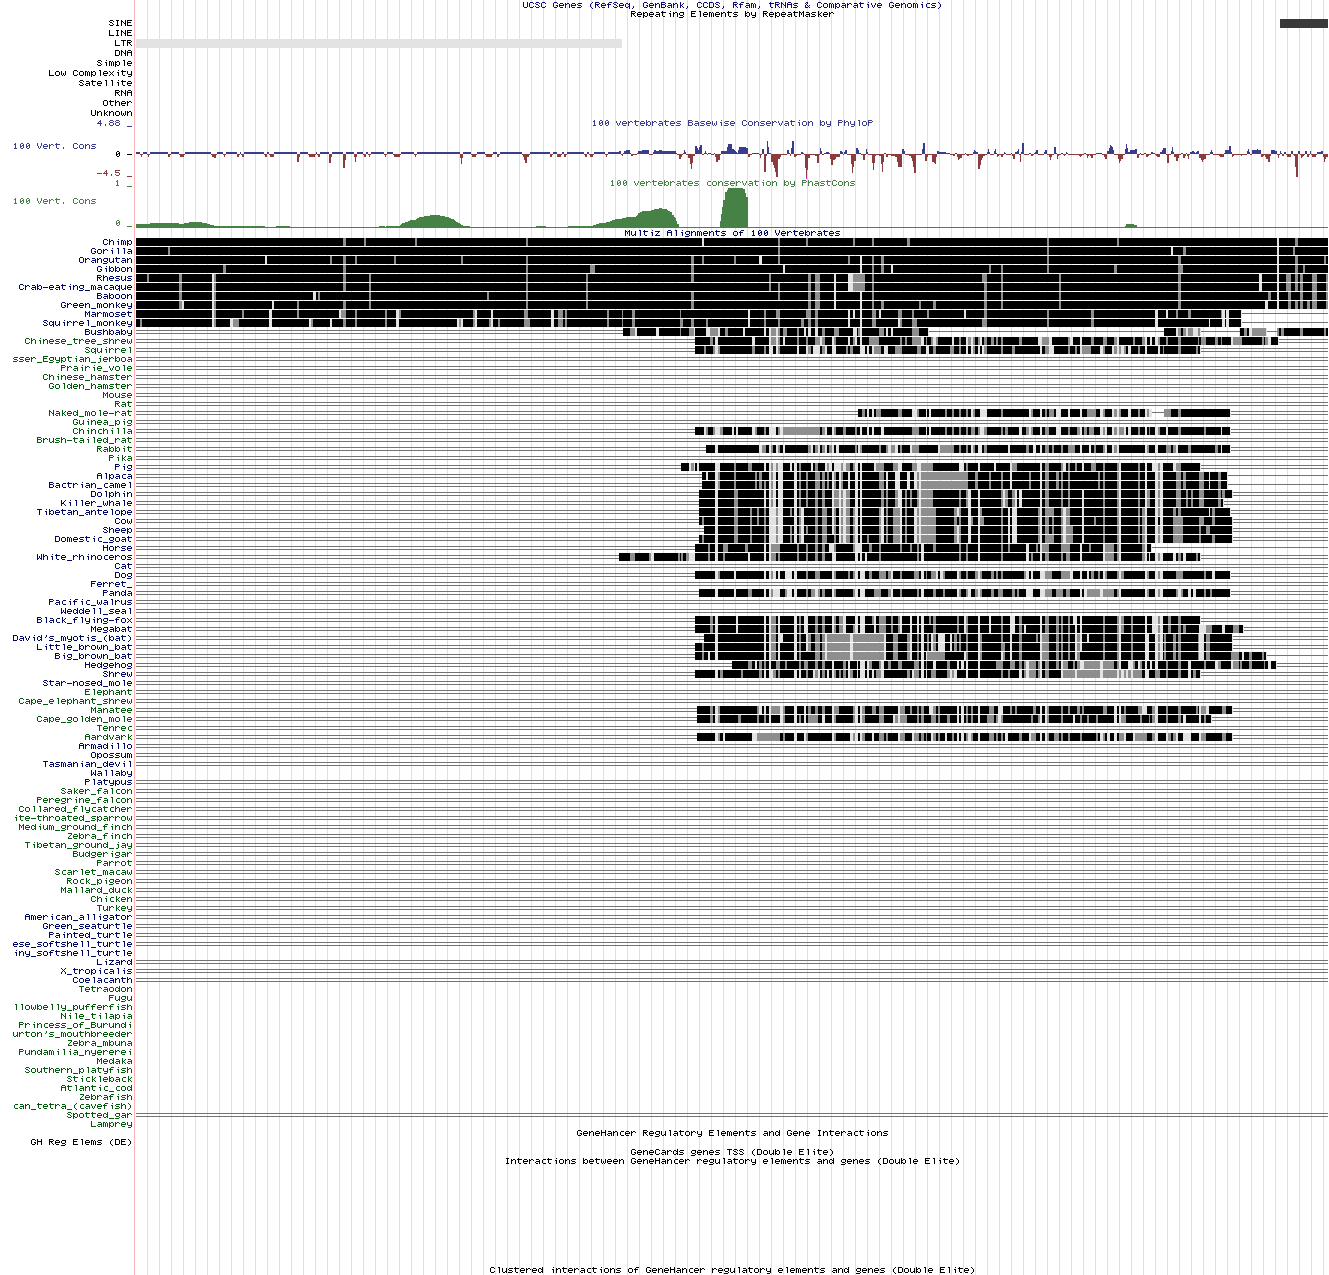 UCSC Genes (RefSeq, GenBank, CCDS, Rfam, tRNAs & Comparative Genomics)
Repeating Elements by RepeatMasker
SINE
LINE
LTR
DNA
Simple
Low Complexity
Satellite
RNA
Other
Unknown
4.88 _
100 vertebrates Basewise Conservation by PhyloP
100 Vert. Cons
0 _
-4.5 _
100 vertebrates conservation by PhastCons
1 _
100 Vert. Cons
0 _
Multiz Alignments of 100 Vertebrates
Chimp
Gorilla
Orangutan
Gibbon
Rhesus
Crab-eating_macaque
Baboon
Green_monkey
Marmoset
Squirrel_monkey
Bushbaby
Chinese_tree_shrew
Squirrel
sser_Egyptian_jerboa
Prairie_vole
Chinese_hamster
Golden_hamster
Mouse
Rat
Naked_mole-rat
Guinea_pig
Chinchilla
Brush-tailed_rat
Rabbit
Pika
Pig
Alpaca
Bactrian_camel
Dolphin
Killer_whale
Tibetan_antelope
Cow
Sheep
Domestic_goat
Horse
White_rhinoceros
Cat
Dog
Ferret_
Panda
Pacific_walrus
Weddell_seal
Black_flying-fox
Megabat
David's_myotis_(bat)
Little_brown_bat
Big_brown_bat
Hedgehog
Shrew
Star-nosed_mole
Elephant
Cape_elephant_shrew
Manatee
Cape_golden_mole
Tenrec
Aardvark
Armadillo
Opossum
Tasmanian_devil
Wallaby
Platypus
Saker_falcon
Peregrine_falcon
Collared_flycatcher
ite-throated_sparrow
Medium_ground_finch
Zebra_finch
Tibetan_ground_jay
Budgerigar
Parrot
Scarlet_macaw
Rock_pigeon
Mallard_duck
Chicken
Turkey
American_alligator
Green_seaturtle
Painted_turtle
ese_softshell_turtle
iny_softshell_turtle
Lizard
X_tropicalis
Coelacanth
Tetraodon
Fugu
llowbelly_pufferfish
Nile_tilapia
Princess_of_Burundi
urton's_mouthbreeder
Zebra_mbuna
Pundamilia_nyererei
Medaka
Southern_platyfish
Stickleback
Atlantic_cod
Zebrafish
can_tetra_(cavefish)
Spotted_gar
Lamprey
GeneHancer Regulatory Elements and Gene Interactions
GH Reg Elems (DE)
GeneCards genes TSS (Double Elite)
Interactions between GeneHancer regulatory elements and genes (Double Elite)
Clustered interactions of GeneHancer regulatory elements and genes (Double Elite)